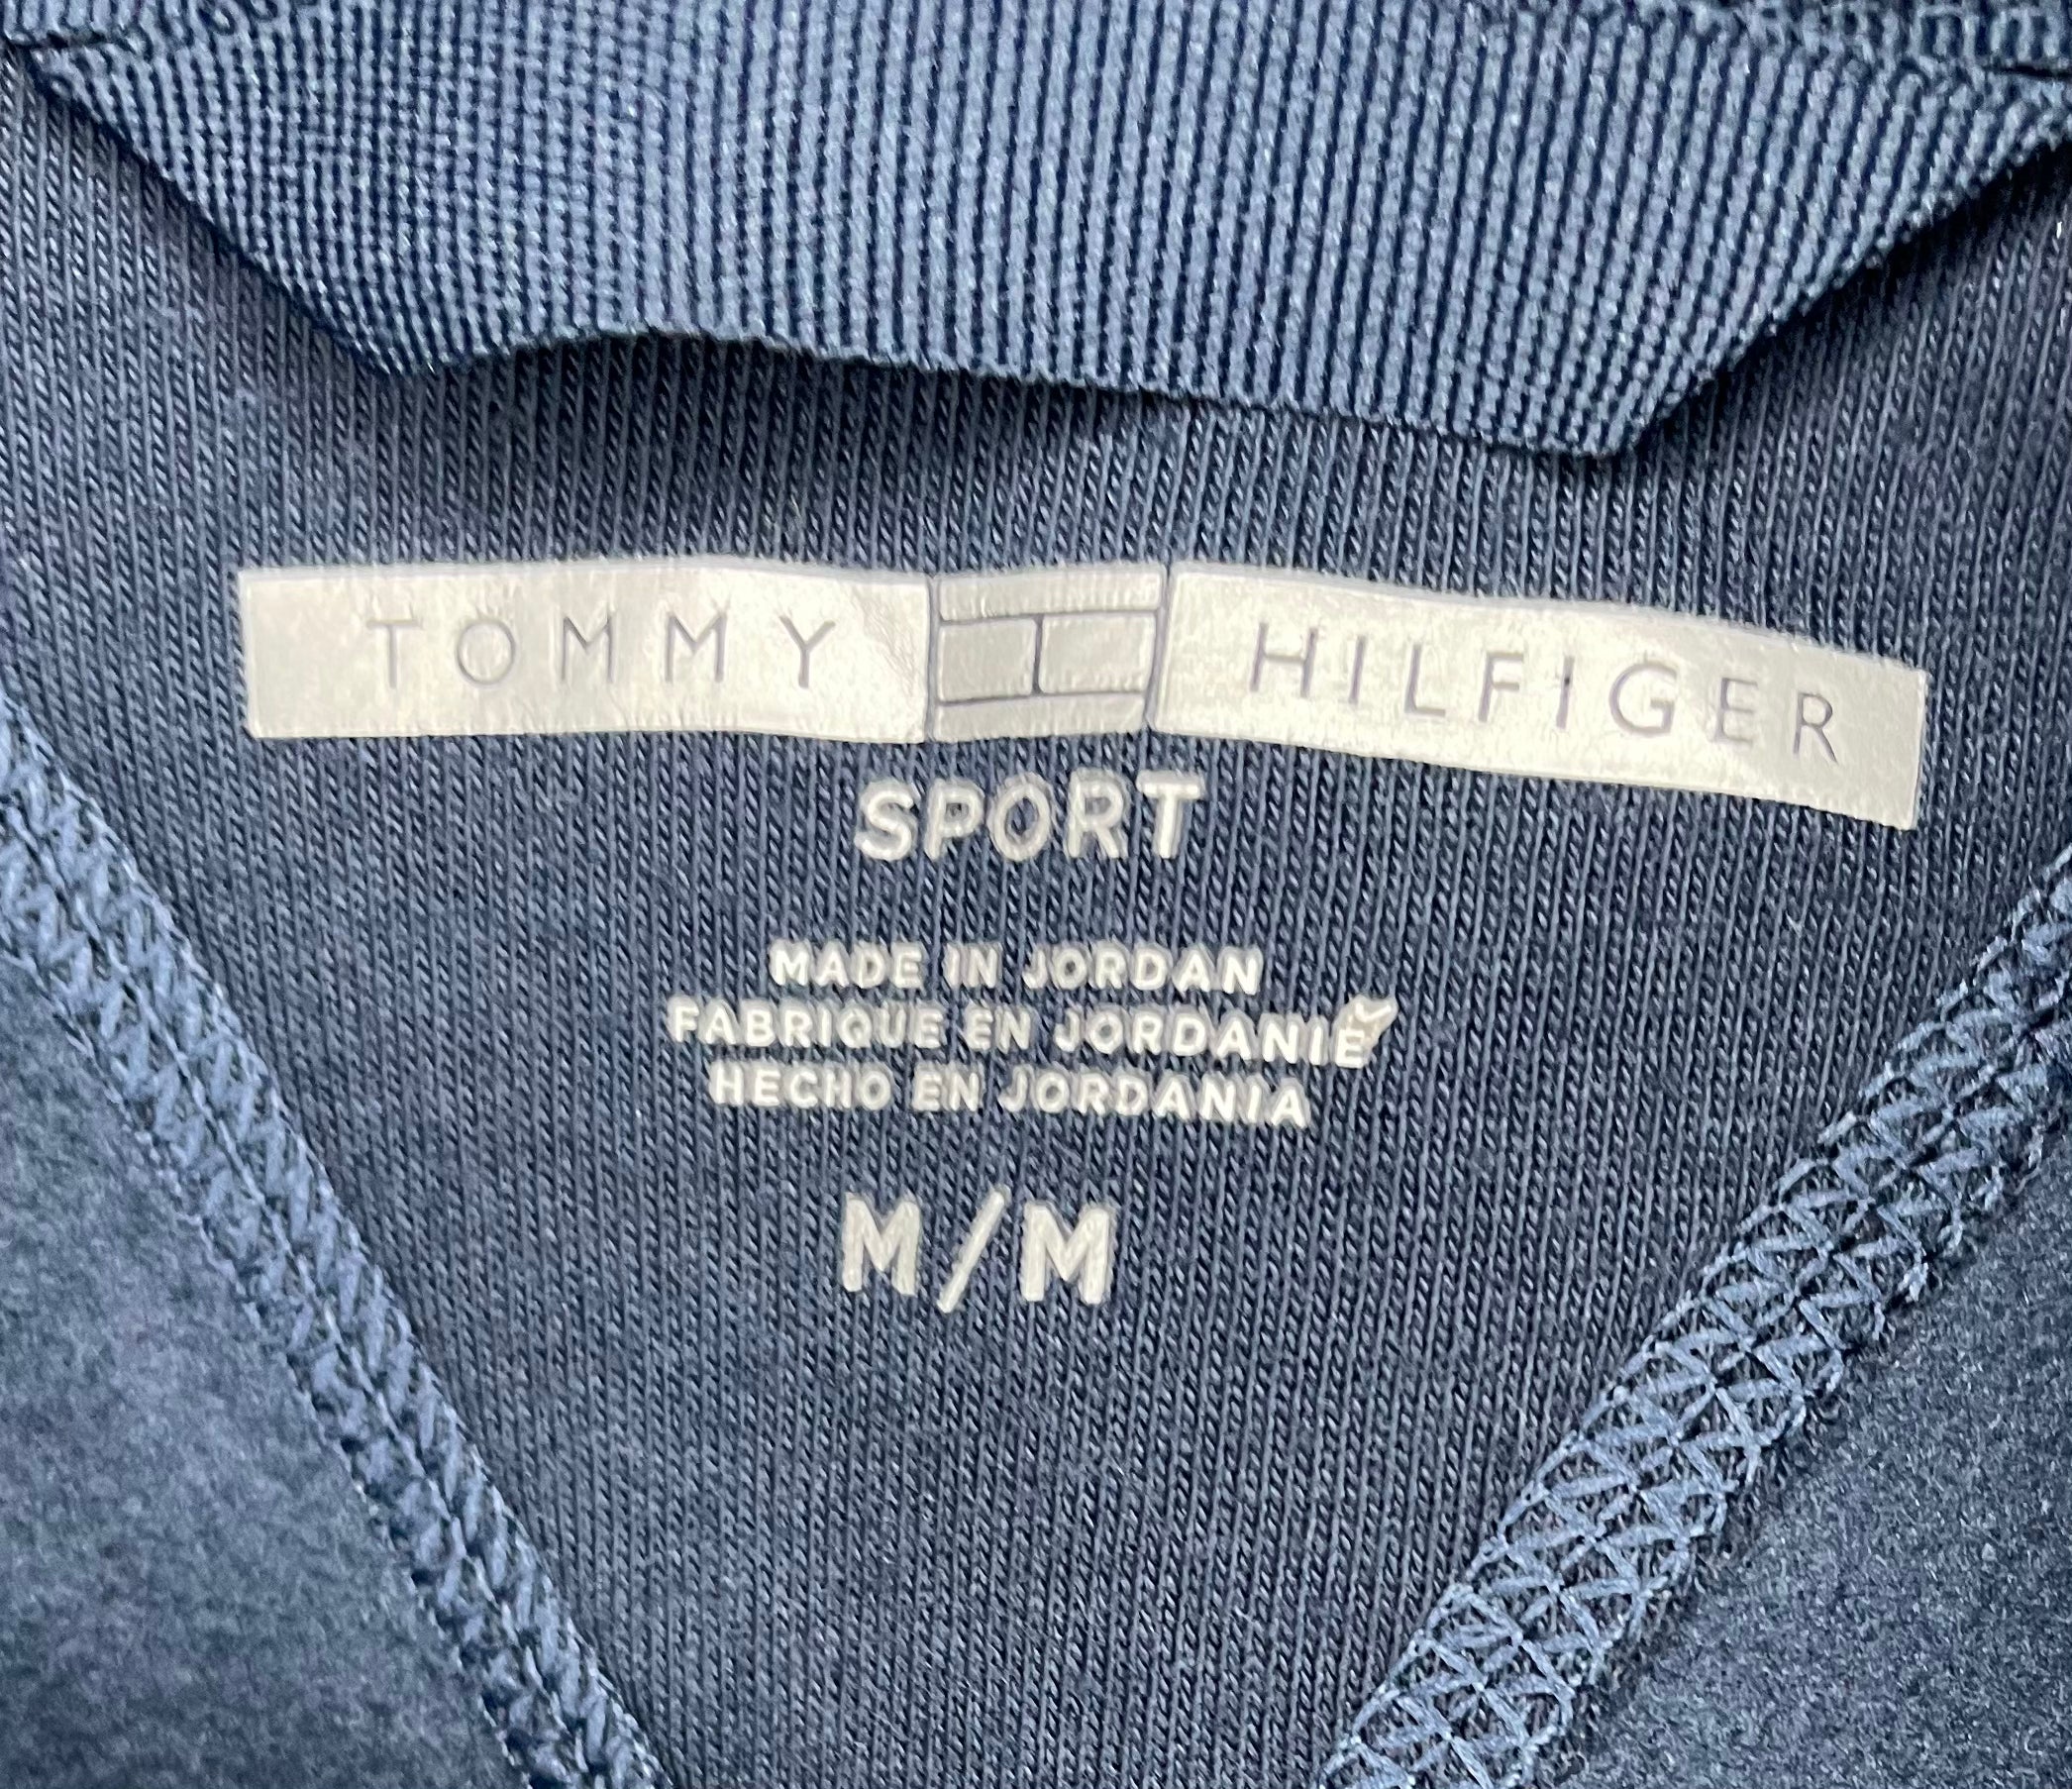 TOMMY HILFIGER
SPORT
MADE IN JORDAN
FABRIQUE EN JORDANIE
HECHO EN JORDANIA
M/M